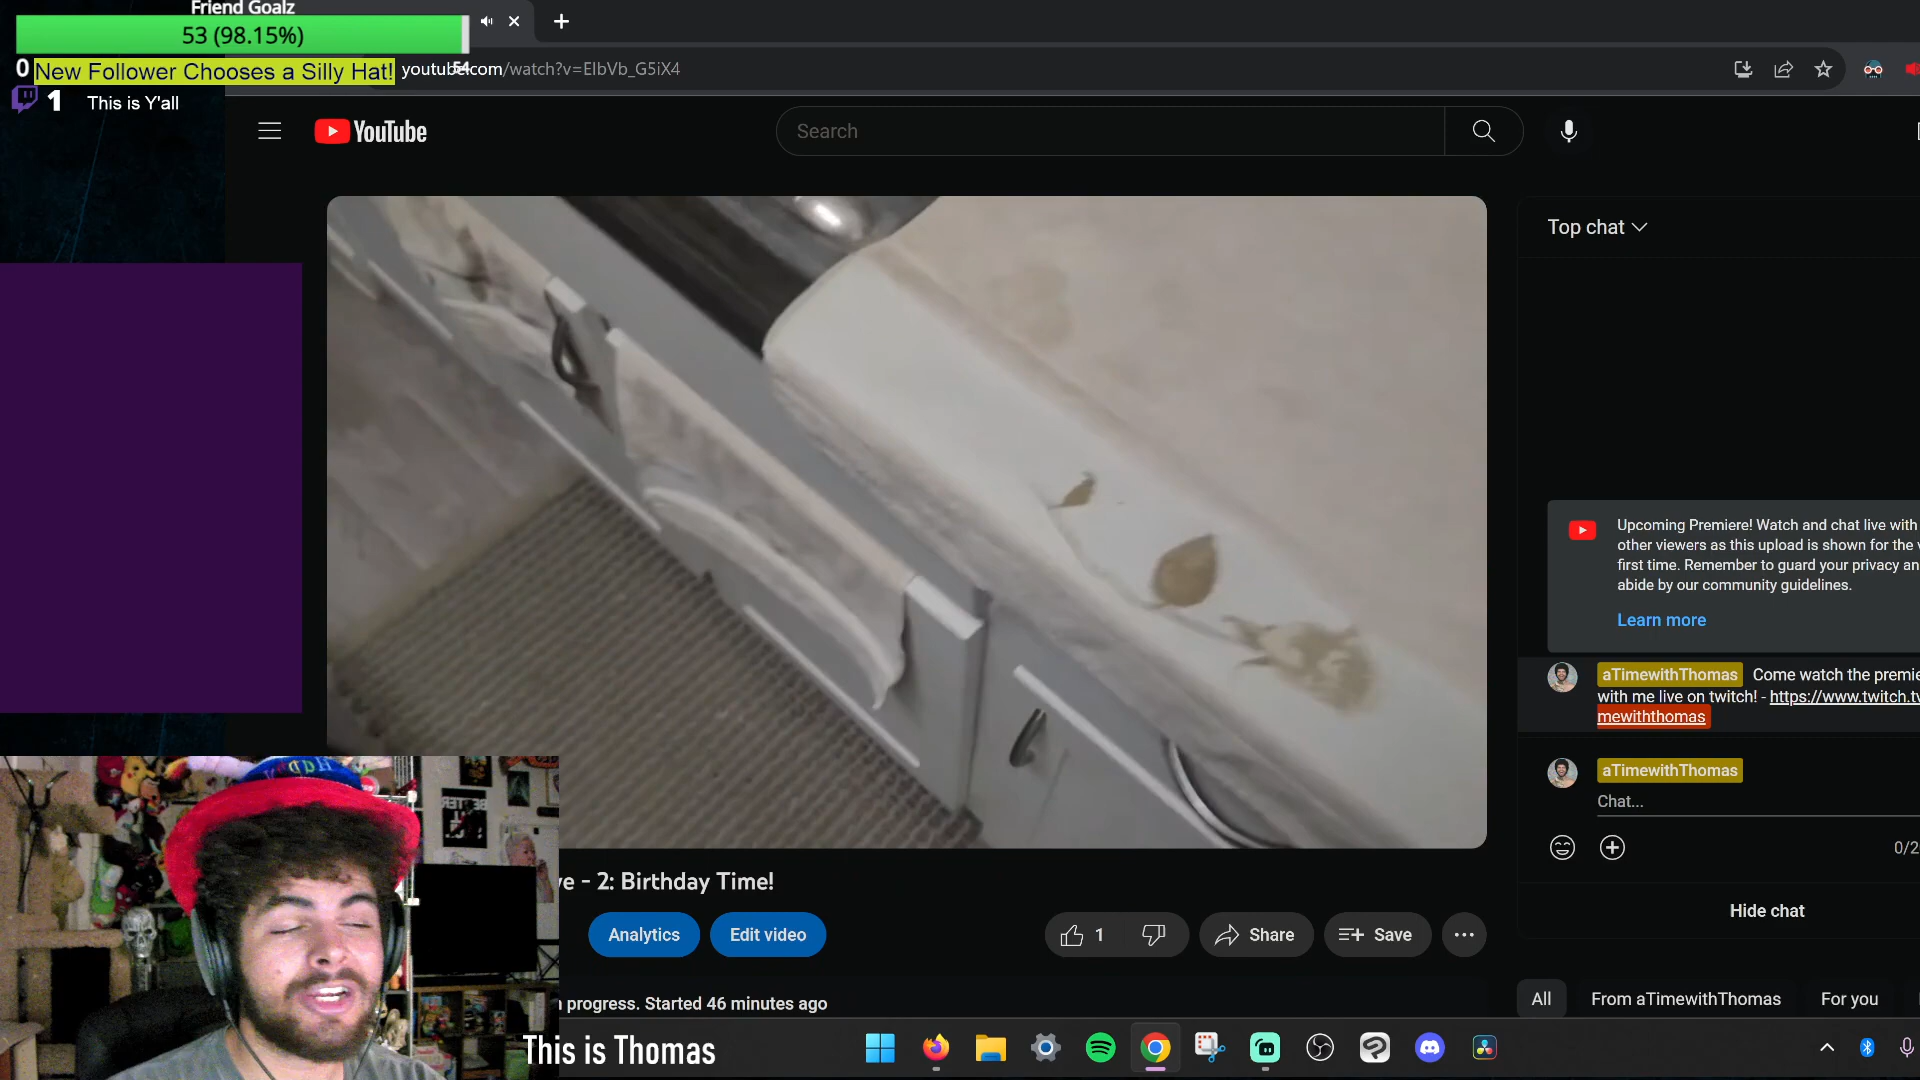 Friend Goalz
53 (98.15%)
0
54
New Follower Chooses a Silly Hat!
youtube.com/watch?v=EIbVb_G5iX4
1
This is Y'all
YouTube
Search
Top chat
Upcoming Premiere! Watch and chat live with
other viewers as this upload is shown for the
first time. Remember to guard your privacy an
abide by our community guidelines.
Learn more
aTimewithThomas Come watch the premie
with me live on twitch! - https://www.twitch.tv
mewiththomas
aTimewithThomas
Chat...
0/2
Hide chat
ve - 2: Birthday Time!
Analytics
Edit video
1
Share
Save
progress. Started 46 minutes ago
All
From aTimewithThomas
For you
This is Thomas